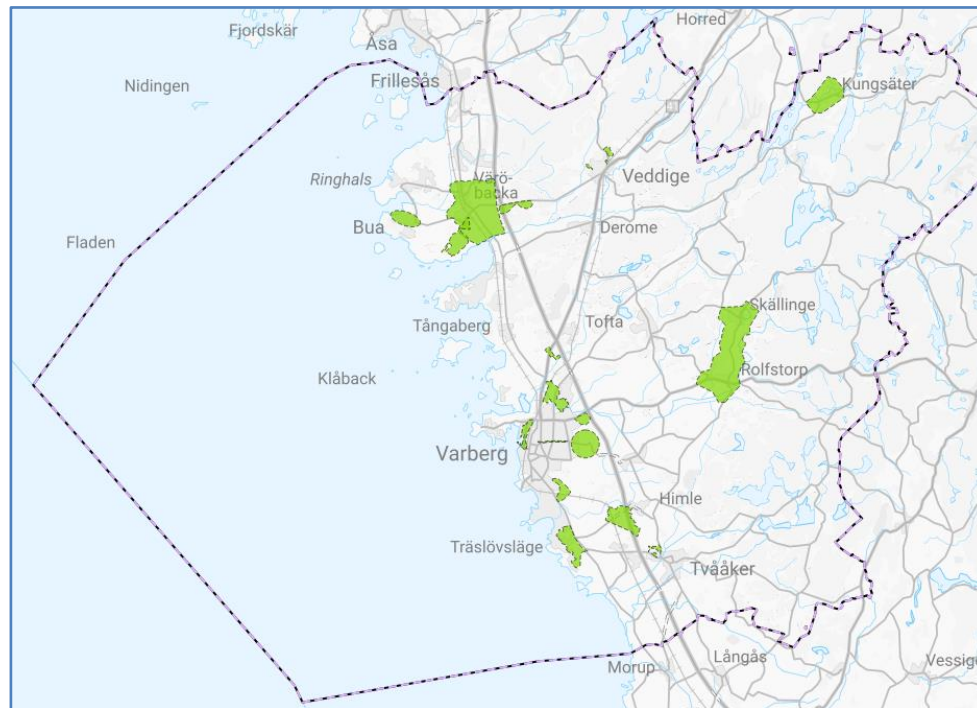 Fjordskär
Horred
Åsa
Nidingen
Frillesås
Kungsäter
Ringhals
Värö-
backa
Veddige
Bua
Fladen
Derome
Skällinge
Tångaberg
Tofta
Klåback
Rolfstorp
Varberg
Himle
Träslövsläge
Tvååker
Morup
Långås
Vessig